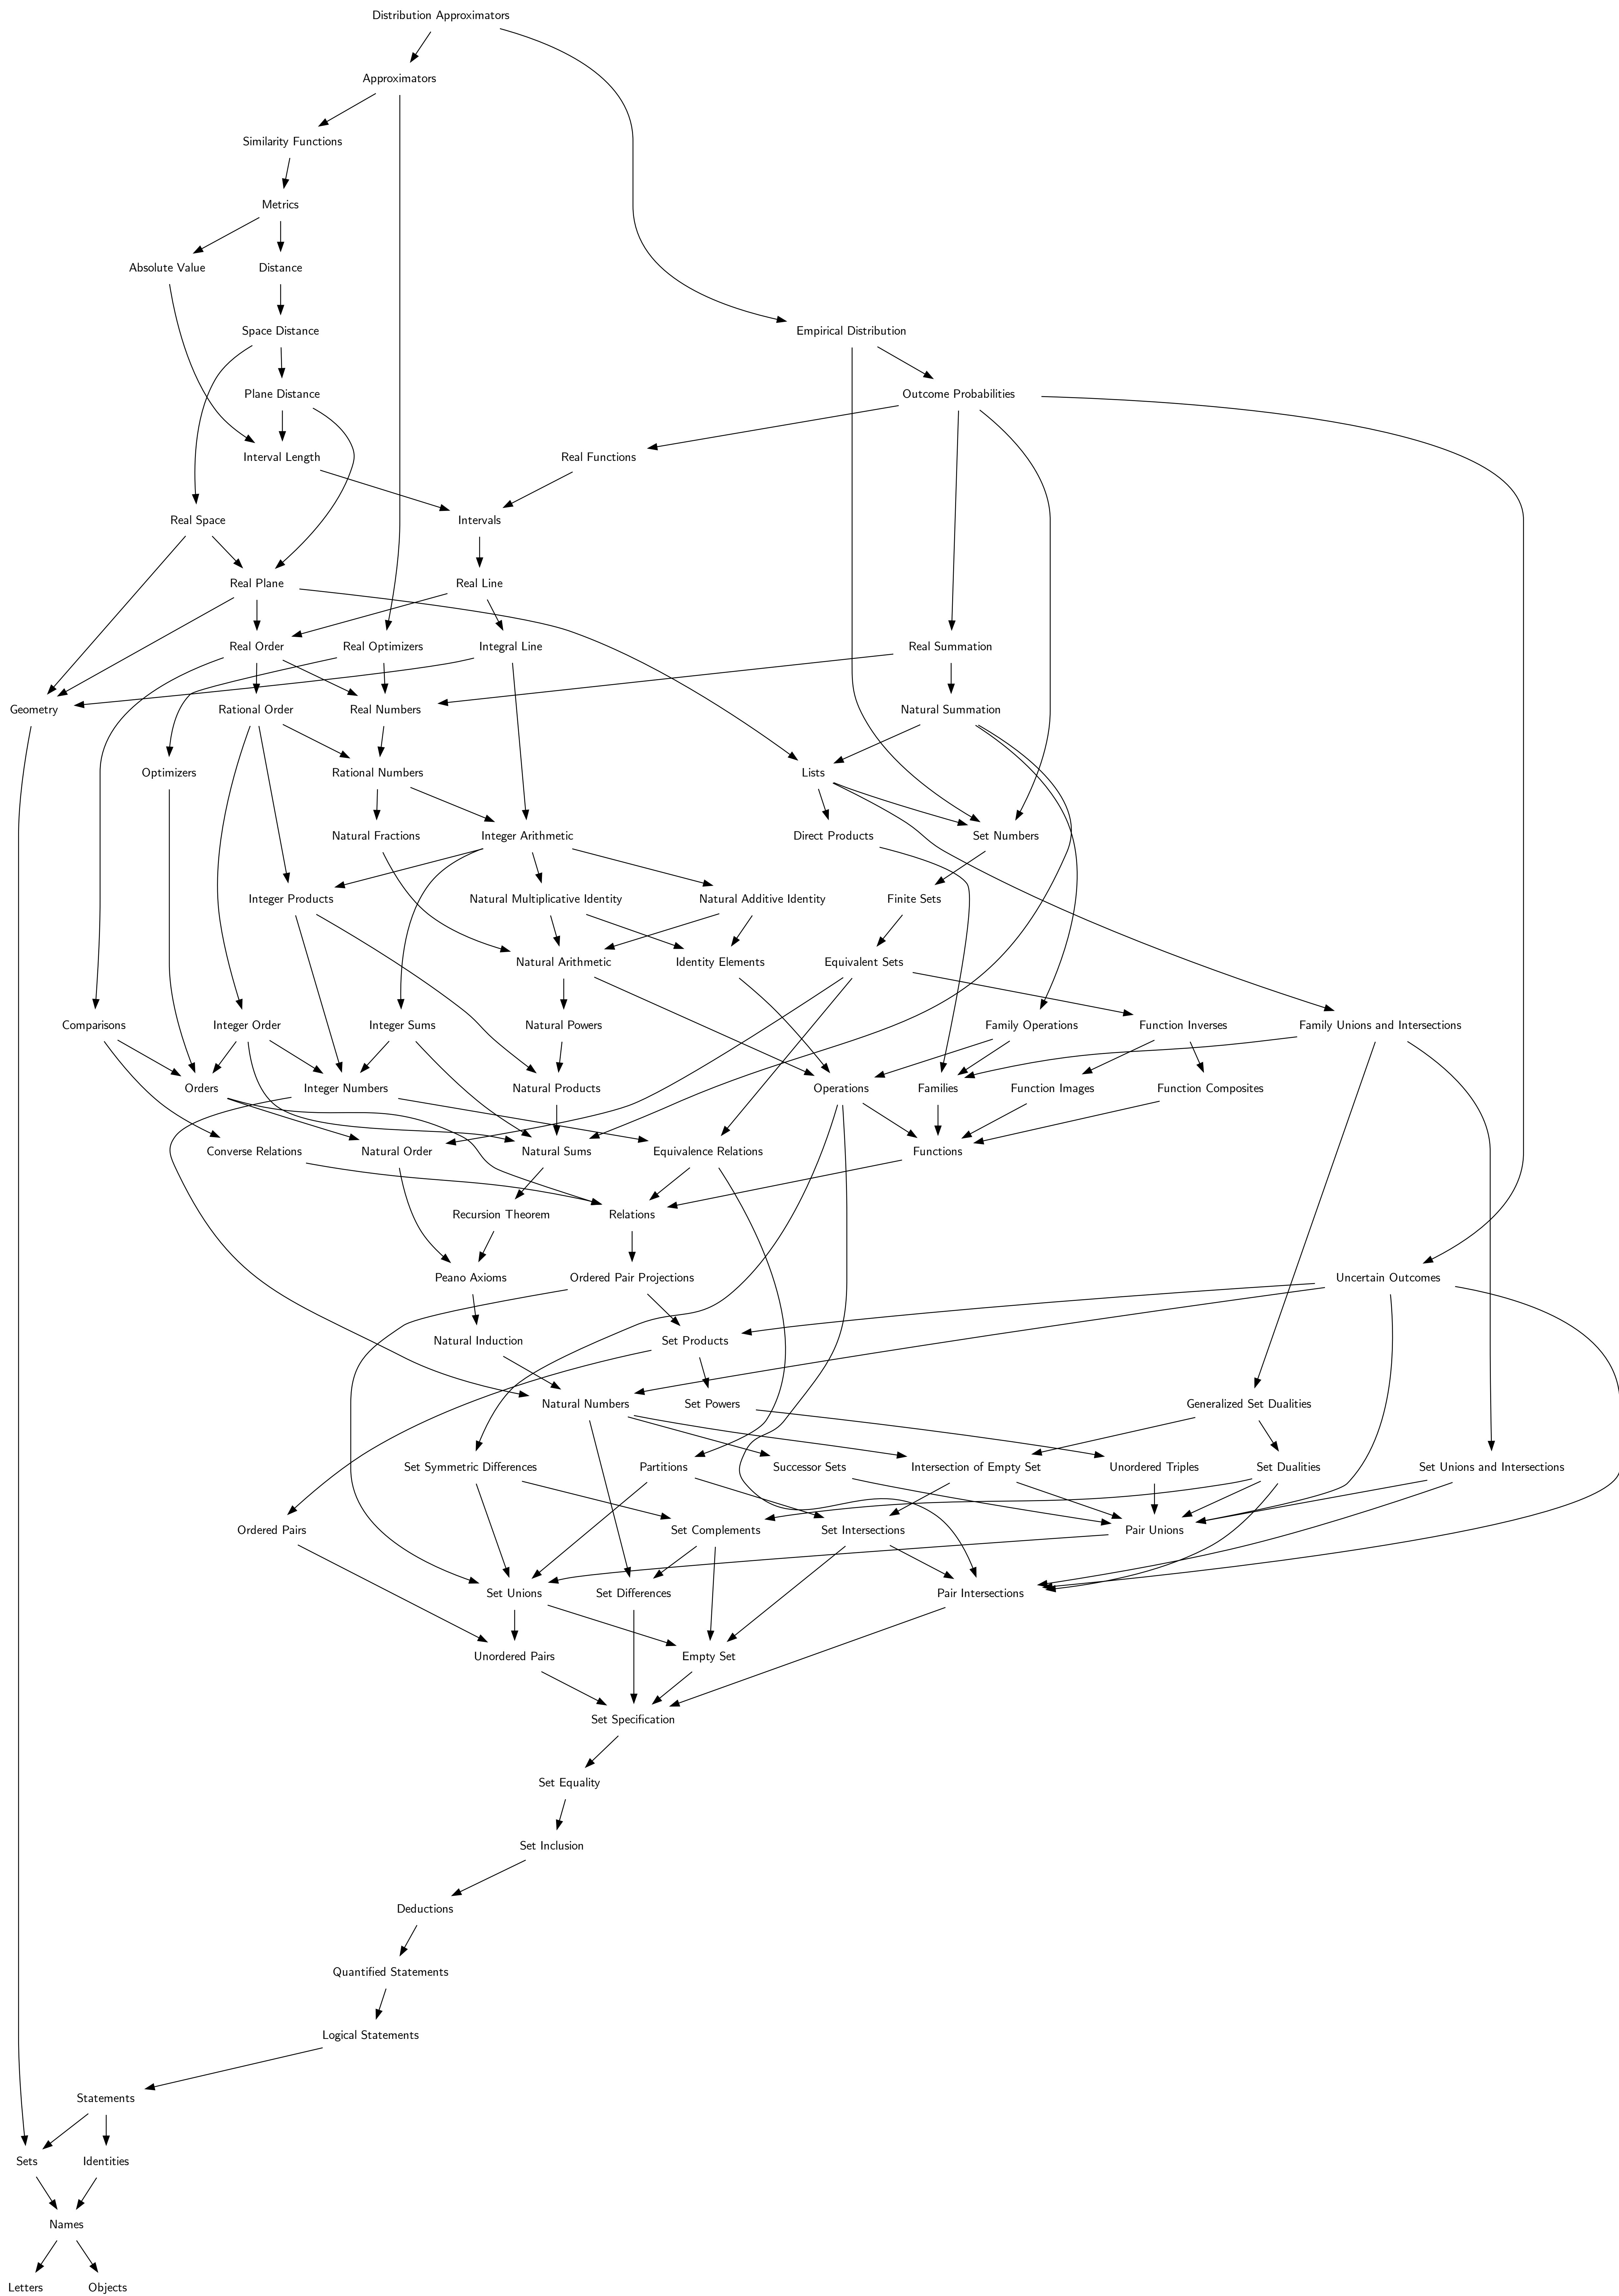 Distribution Approximators
Approximators
Similarity Functions
Metrics
Absolute Value
Distance
Space Distance
Empirical Distribution
Plane Distance
Outcome Probabilities
Interval Length
Real Functions
Real Space
Intervals
Real Plane
Real Line
Real Order
Real Optimizers
Integral Line
Real Summation
Geometry
Rational Order
Real Numbers
Natural Summation
Optimizers
Rational Numbers
Lists
Natural Fractions
Integer Arithmetic
Direct Products
Set Numbers
Integer Products
Natural Multiplicative Identity
Natural Additive Identity
Finite Sets
Natural Arithmetic
Identity Elements
Equivalent Sets
Comparisons
Integer Order
Integer Sums
Natural Powers
Family Operations
Function Inverses
Family Unions and Intersections
Orders
Integer Numbers
Natural Products
Operations
Families
Function Images
Function Composites
Converse Relations
Natural Order
Natural Sums
Equivalence Relations
Functions
Recursion Theorem
Relations
Peano Axioms
Ordered Pair Projections
Uncertain Outcomes
Natural Induction
Set Products
Natural Numbers
Set Powers
Generalized Set Dualities
Set Symmetric Differences
Partitions
Successor Sets
Intersection of Empty Set
Unordered Triples
Set Dualities
Set Unions and Intersections
Ordered Pairs
Set Complements
Set Intersections
Pair Unions
Set Unions
Set Differences
Pair Intersections
Unordered Pairs
Empty Set
Set Specification
Set Equality
Set Inclusion
Deductions
Quantified Statements
Logical Statements
Statements
Sets
Identities
Names
Letters
Objects